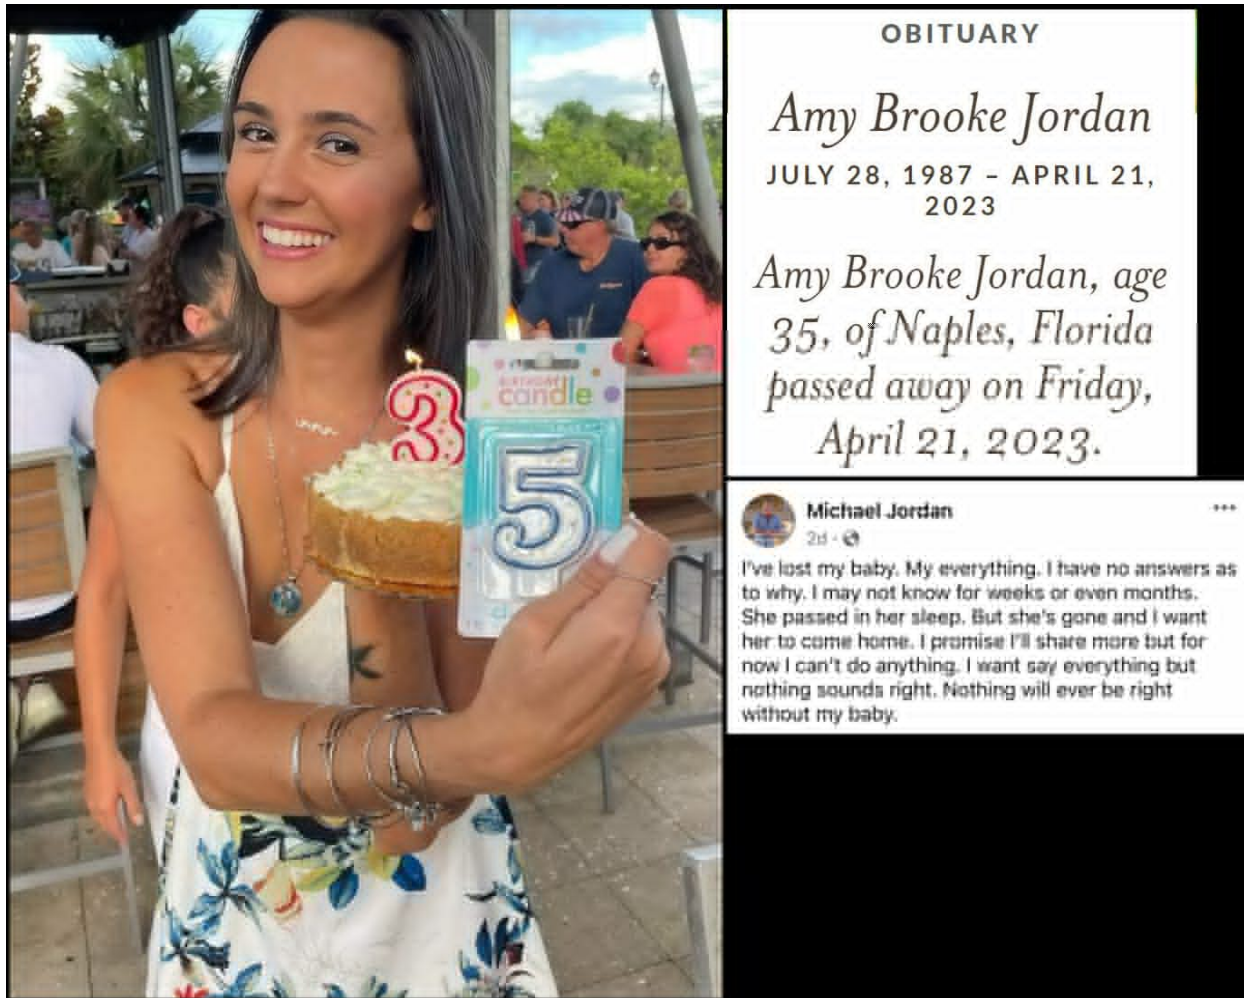 3
BIRTHDAY
candle
5
OBITUARY
Amy Brooke Jordan
JULY 28, 1987 – APRIL 21,
2023
Amy Brooke Jordan, age
35, of Naples, Florida
passed away on Friday,
April 21, 2023.
Michael Jordan
2d ·
I've lost my baby. My everything. I have no answers as
to why. I may not know for weeks or even months.
She passed in her sleep. But she's gone and I want
her to come home. I promise I'll share more but for
now I can't do anything. I want say everything but
nothing sounds right. Nothing will ever be right
without my baby.